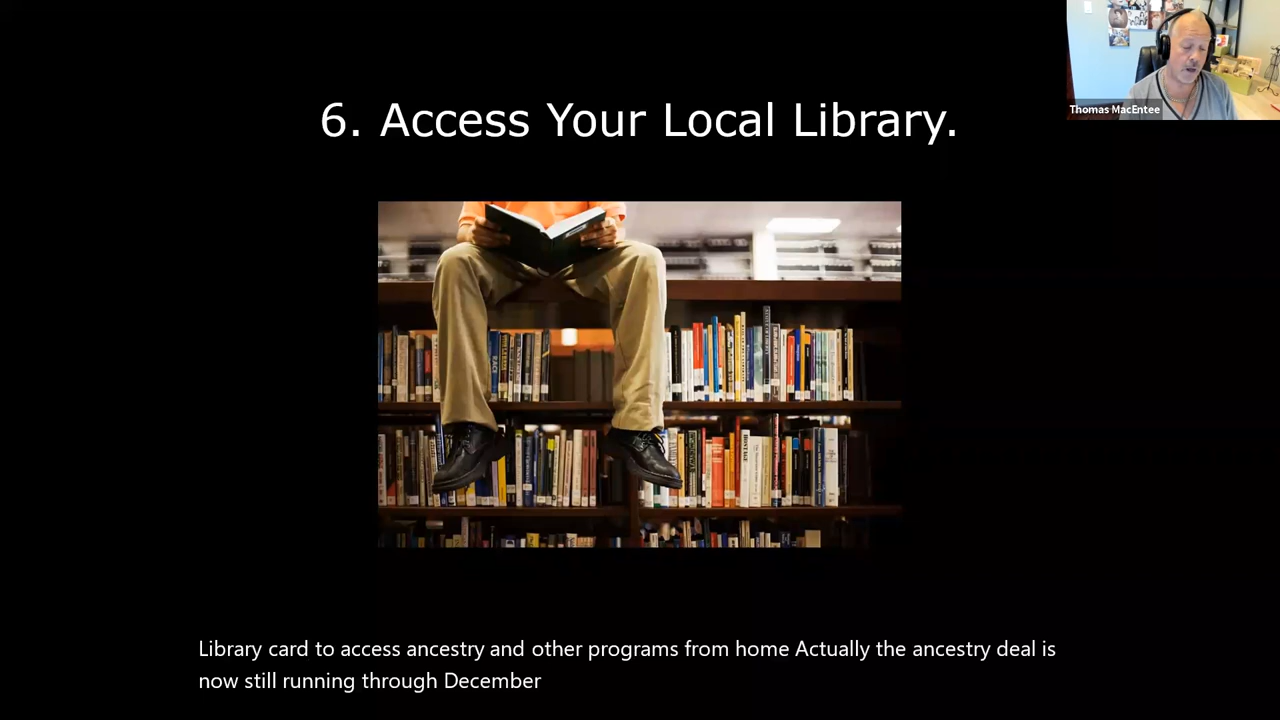 6. Access Your Local Library.
Thomas MacEntee
Library card to access ancestry and other programs from home Actually the ancestry deal is
now still running through December